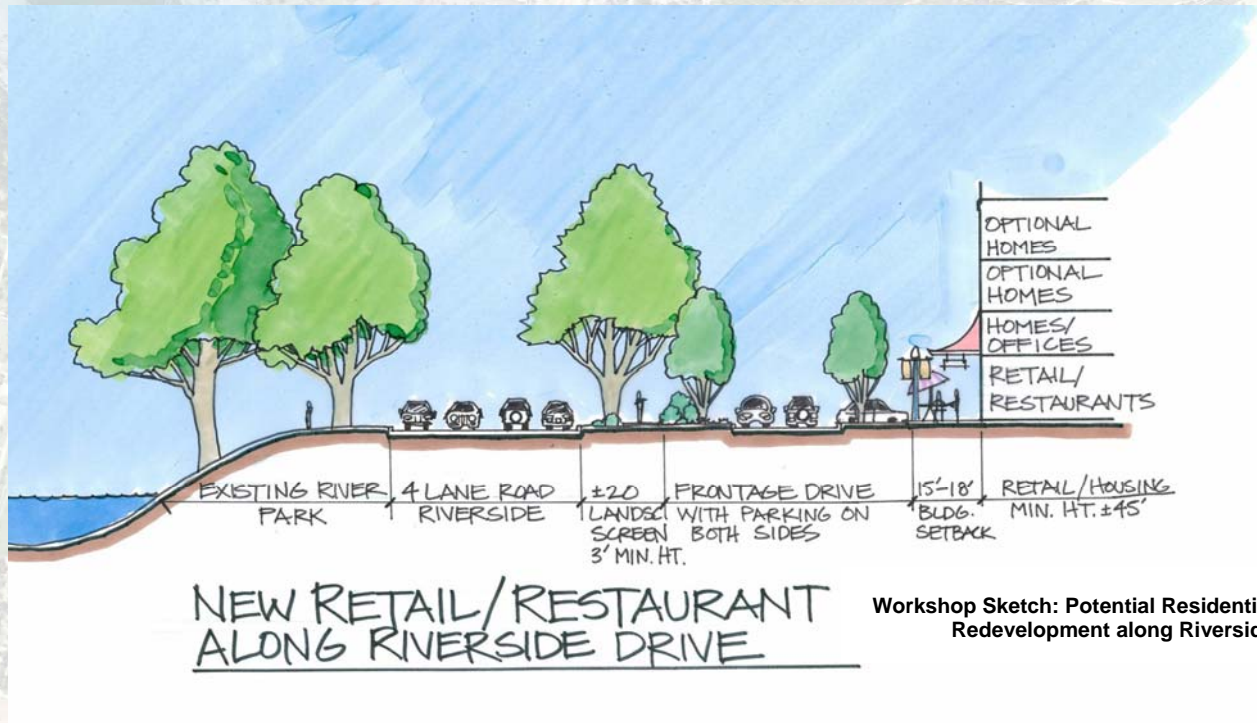 OPTIONAL
HOMES
OPTIONAL
HOMES
HOMES/
OFFICES
RETAIL/
RESTAURANTS
EXISTING RIVER
PARK
4 LANE ROAD
RIVERSIDE
±20
LANDSC
SCREEN
3' MIN. HT.
FRONTAGE DRIVE
WITH PARKING ON
BOTH SIDES
15'-18'
BLDG.
SETBACK
RETAIL/HOUSING
MIN. HT. ±45'
NEW RETAIL/RESTAURANT
ALONG RIVERSIDE DRIVE
Workshop Sketch: Potential Residenti
Redevelopment along Riversid